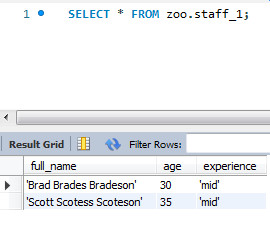 1 SELECT * FROM zoo.staff_1;
Result Grid Filter Rows:
full_name age experience
'Brad Brades Bradeson' 30 'mid'
'Scott Scotess Scoteson' 35 'mid'